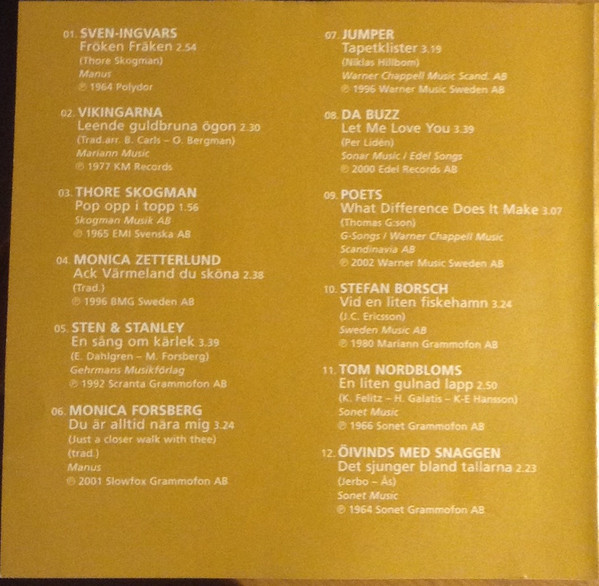 01. SVEN-INGVARS
Fröken Fräken 2.54
(Thore Skogman)
Manus
℗ 1964 Polydor
02. VIKINGARNA
Leende guldbruna ögon 2.30
(Trad.arr. B. Carls – O. Bergman)
Mariann Music
℗ 1977 KM Records
03. THORE SKOGMAN
Pop opp i topp 1.56
Skogman Musik AB
℗ 1965 EMI Svenska AB
04. MONICA ZETTERLUND
Ack Värmeland du sköna 2.38
(Trad.)
℗ 1996 BMG Sweden AB
05. STEN & STANLEY
En sång om kärlek 3.39
(E. Dahlgren – M. Forsberg)
Gehrmans Musikförlag
℗ 1992 Scranta Grammofon AB
06. MONICA FORSBERG
Du är alltid nära mig 3.24
(Just a closer walk with thee)
(trad.)
Manus
℗ 2001 Slowfox Grammofon AB
07. JUMPER
Tapetklister 3.19
(Niklas Hillbom)
Warner Chappell Music Scand. AB
℗ 1996 Warner Music Sweden AB
08. DA BUZZ
Let Me Love You 3.39
(Per Lidén)
Sonar Music / Edel Songs
℗ 2000 Edel Records AB
09. POETS
What Difference Does It Make 3.07
(Thomas G:son)
G-Songs / Warner Chappell Music
Scandinavia AB
℗ 2002 Warner Music Sweden AB
10. STEFAN BORSCH
Vid en liten fiskehamn 3.24
(J.C. Ericsson)
Sweden Music AB
℗ 1980 Mariann Grammofon AB
11. TOM NORDBLOMS
En liten gulnad lapp 2.50
(K. Felitz – H. Galatis – K-E Hansson)
Sonet Music
℗ 1966 Sonet Grammofon AB
12. ÖIVINDS MED SNAGGEN
Det sjunger bland tallarna 2.23
(Jerbo – Ås)
Sonet Music
℗ 1964 Sonet Grammofon AB